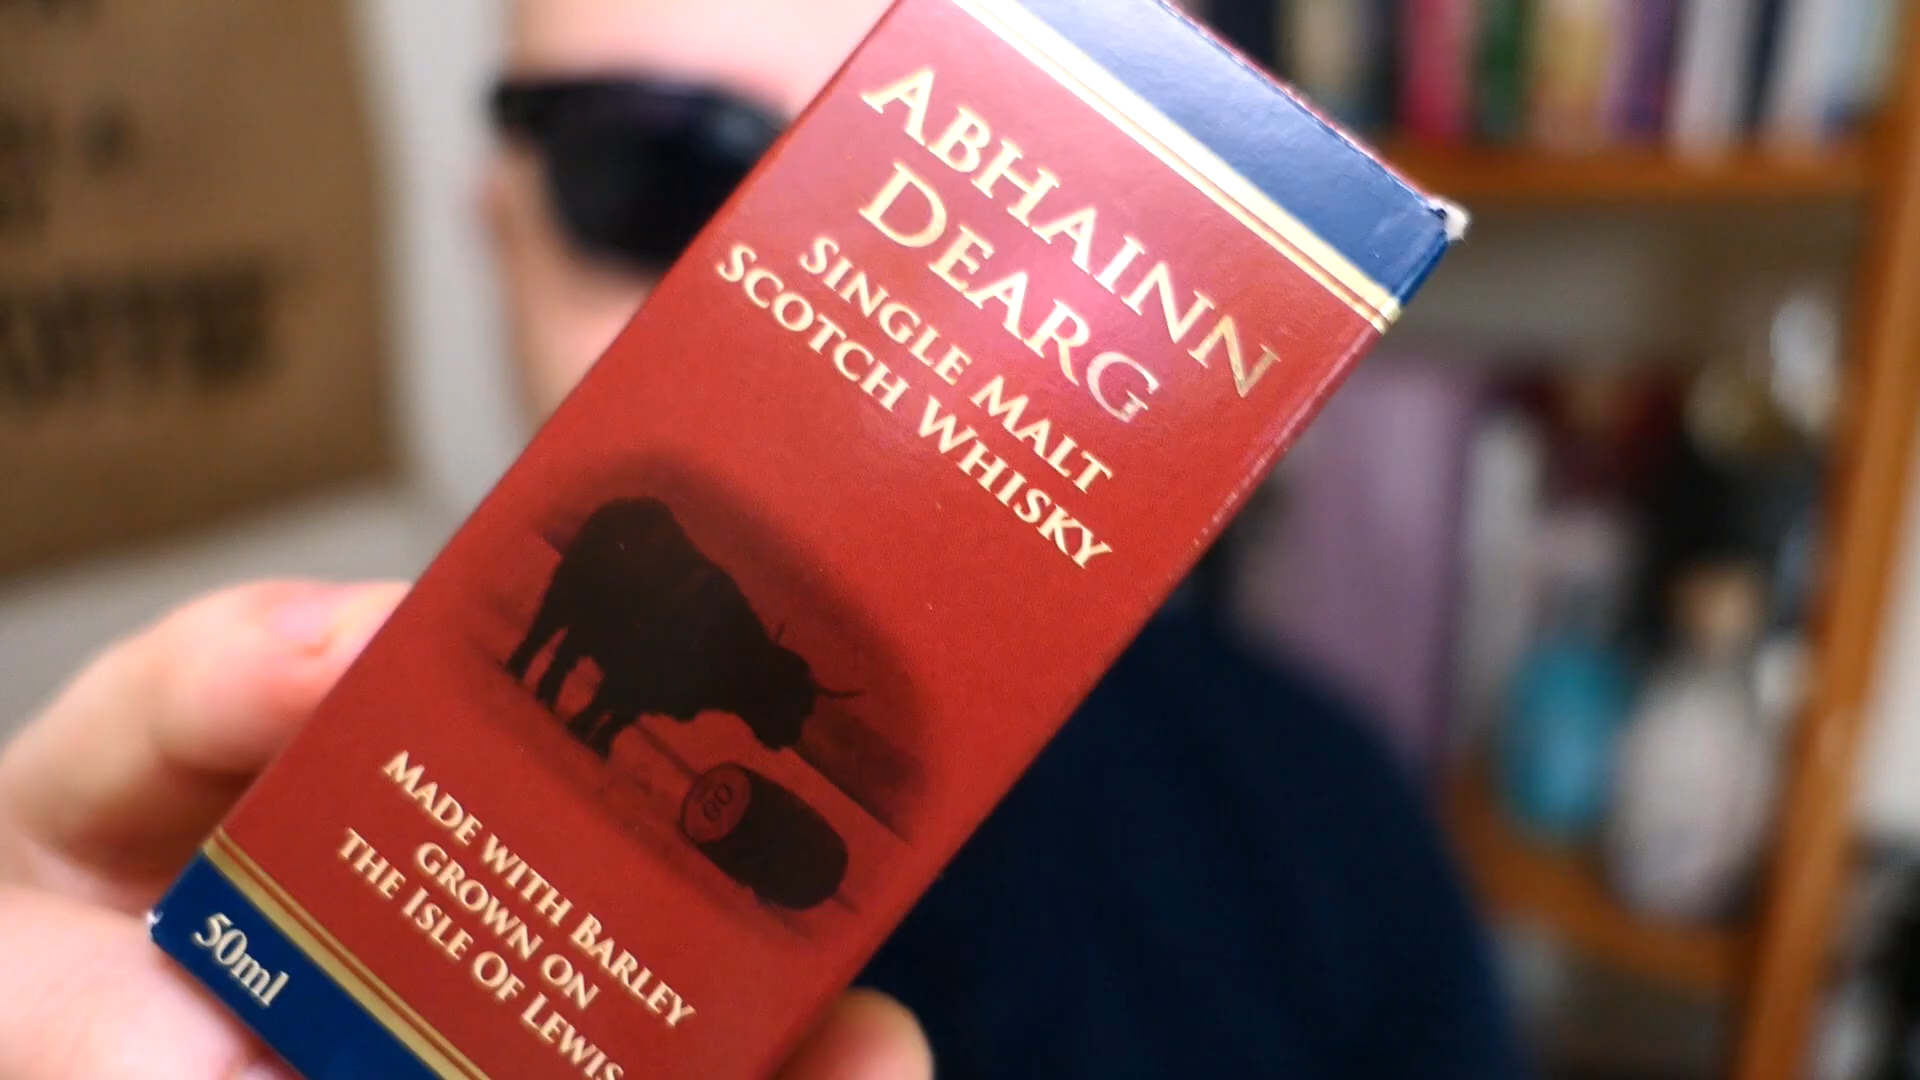 ABHAINN
DEARG
SINGLE MALT
SCOTCH WHISKY
MADE WITH BARLEY
GROWN ON
THE ISLE OF LEWIS
50ml